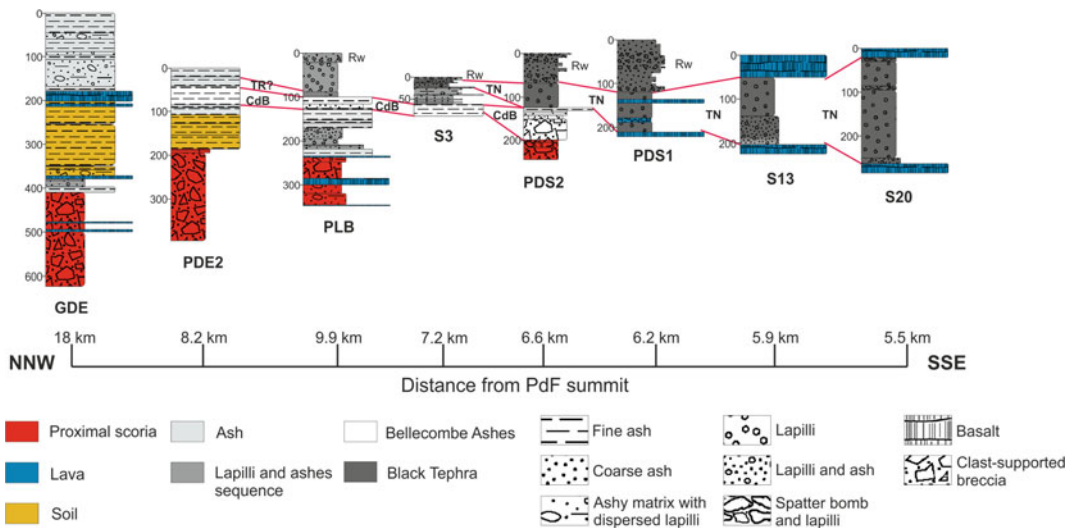 0
100
200
300
400
500
600
GDE
0
100
200
300
PDE2
TR?
CdB
0
100
200
300
Rw
PLB
CdB
0
50
Rw
TN
CdB
S3
0
100
200
Rw
TN
PDS2
0
100
200
Rw
PDS1
TN
0
100
200
S13
TN
0
100
200
S20
18 km
8.2 km
9.9 km
7.2 km
6.6 km
6.2 km
5.9 km
5.5 km
NNW
SSE
Distance from PdF summit
Proximal scoria
Lava
Soil
Ash
Lapilli and ashes
sequence
Bellecombe Ashes
Black Tephra
Fine ash
Coarse ash
Ashy matrix with
dispersed lapilli
Lapilli
Lapilli and ash
Spatter bomb
and lapilli
Basalt
Clast-supported
breccia